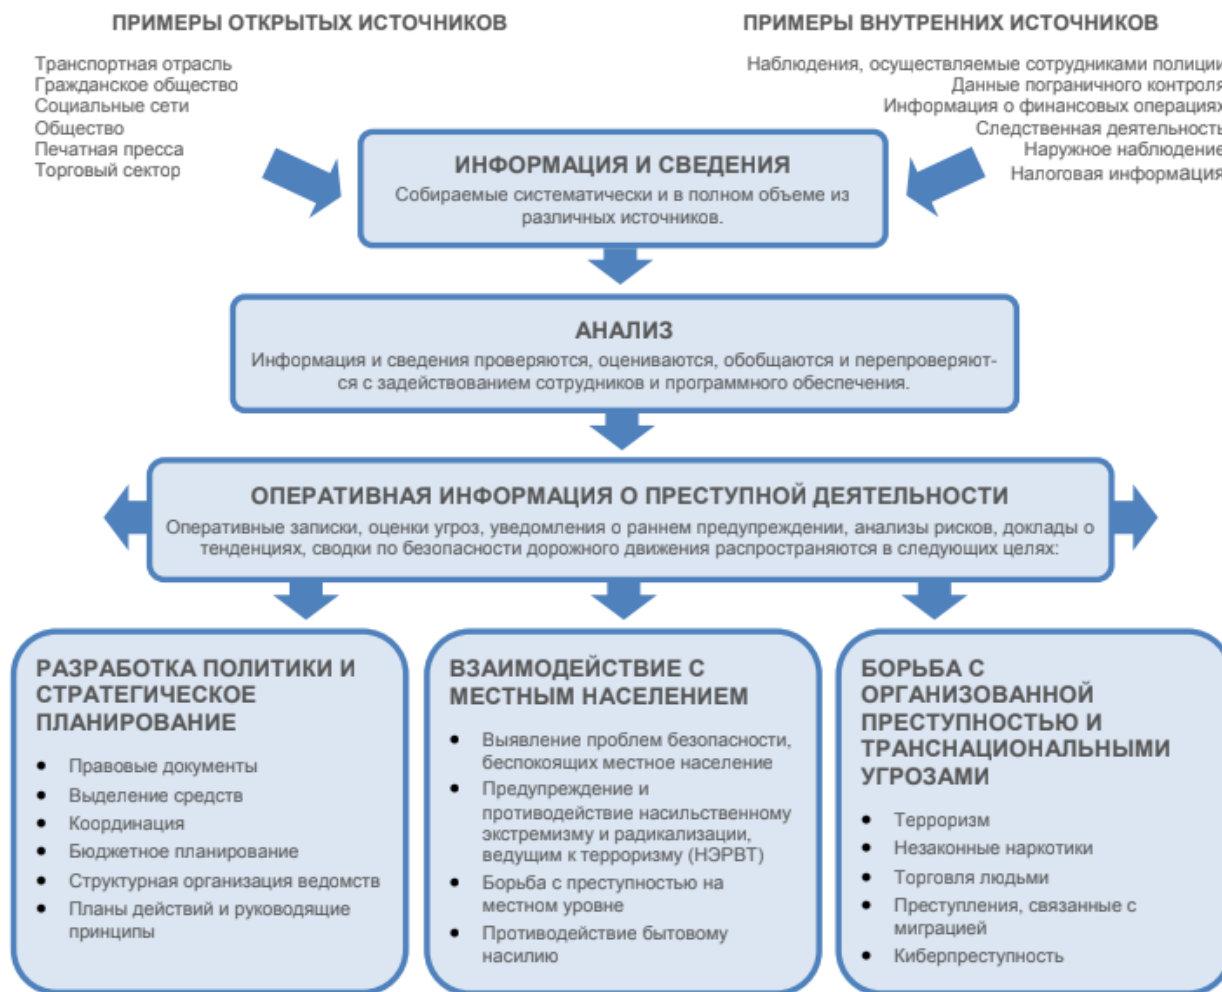 ПРИМЕРЫ ОТКРЫТЫХ ИСТОЧНИКОВ
Транспортная отрасль
Гражданское общество
Социальные сети
Общество
Печатная пресса
Торговый сектор
ПРИМЕРЫ ВНУТРЕННИХ ИСТОЧНИКОВ
Наблюдения, осуществляемые сотрудниками полиции
Данные пограничного контроля
Информация о финансовых операциях
Следственная деятельность
Наружное наблюдение
Налоговая информация
ИНФОРМАЦИЯ И СВЕДЕНИЯ
Собираемые систематически и в полном объеме из
различных источников.
АНАЛИЗ
Информация и сведения проверяются, оцениваются, обобщаются и перепроверяют-
ся с задействованием сотрудников и программного обеспечения.
ОПЕРАТИВНАЯ ИНФОРМАЦИЯ О ПРЕСТУПНОЙ ДЕЯТЕЛЬНОСТИ
Оперативные записки, оценки угроз, уведомления о раннем предупреждении, анализы рисков, доклады о
тенденциях, сводки по безопасности дорожного движения распространяются в следующих целях:
РАЗРАБОТКА ПОЛИТИКИ И
СТРАТЕГИЧЕСКОЕ
ПЛАНИРОВАНИЕ
• Правовые документы
• Выделение средств
• Координация
• Бюджетное планирование
• Структурная организация ведомств
• Планы действий и руководящие
принципы
ВЗАИМОДЕЙСТВИЕ С
МЕСТНЫМ НАСЕЛЕНИЕМ
• Выявление проблем безопасности,
беспокоящих местное население
• Предупреждение и
противодействие насильственному
экстремизму и радикализации,
ведущим к терроризму (НЭРВТ)
• Борьба с преступностью на
местном уровне
• Противодействие бытовому
насилию
БОРЬБА С
ОРГАНИЗОВАННОЙ
ПРЕСТУПНОСТЬЮ И
ТРАНСНАЦИОНАЛЬНЫМИ
УГРОЗАМИ
• Терроризм
• Незаконные наркотики
• Торговля людьми
• Преступления, связанные с
миграцией
• Киберпреступность